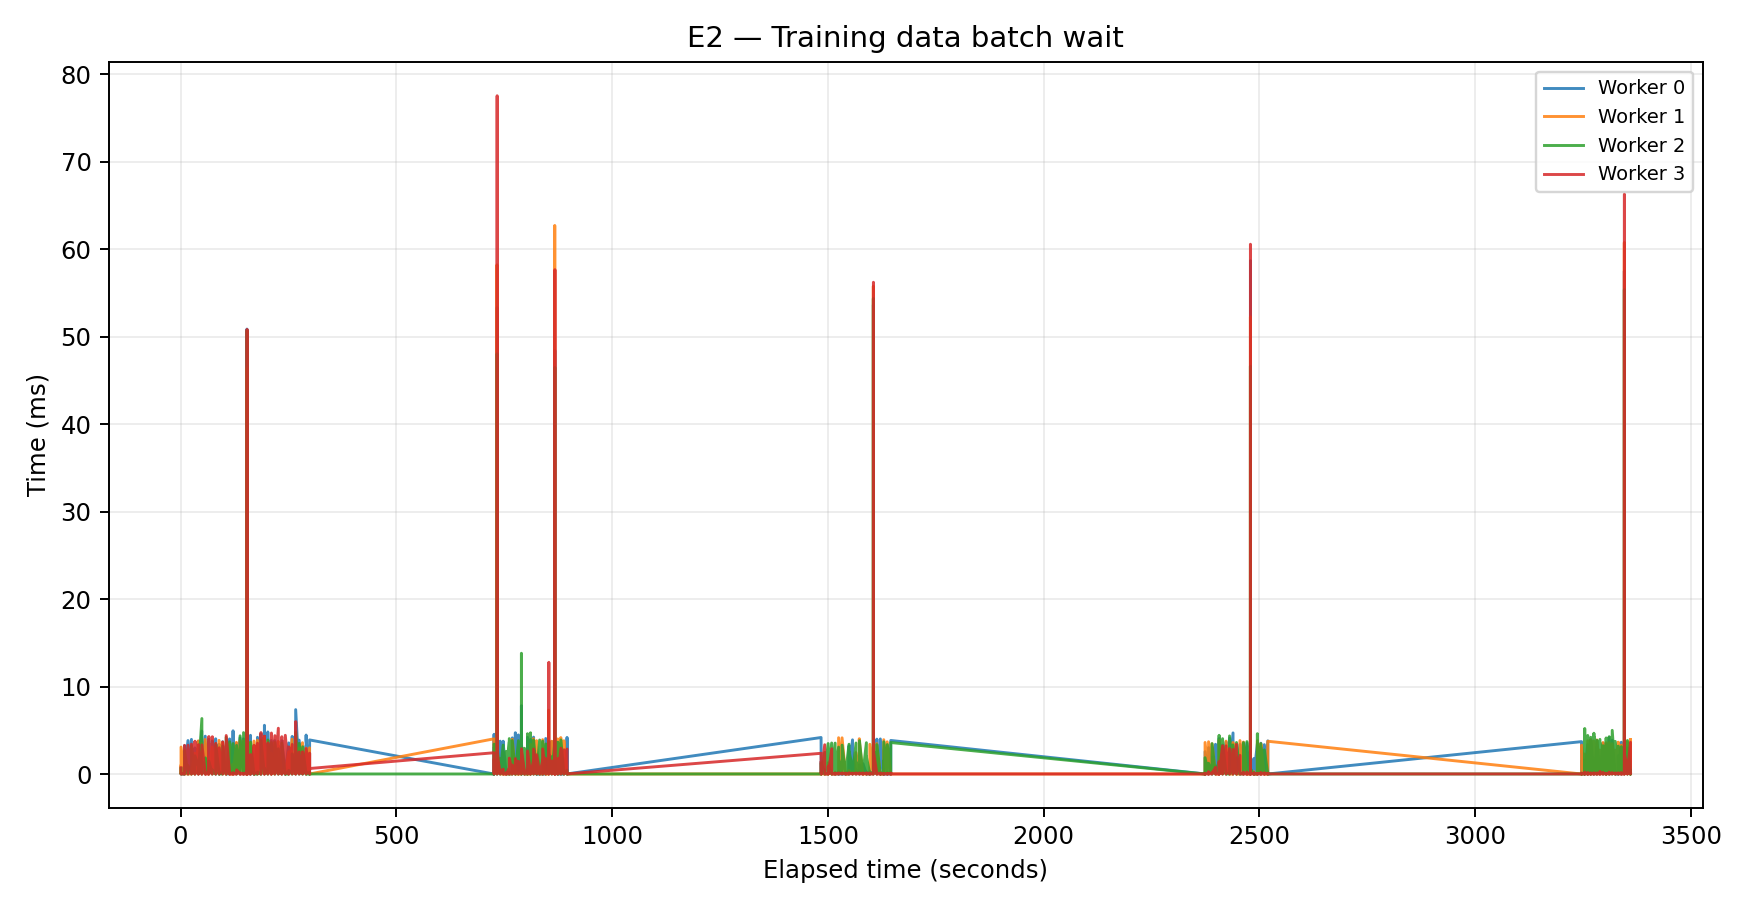 E2 — Training data batch wait
Worker 0
Worker 1
Worker 2
Worker 3
Time (ms)
80
70
60
50
40
30
20
10
0
0 500 1000 1500 2000 2500 3000 3500
Elapsed time (seconds)